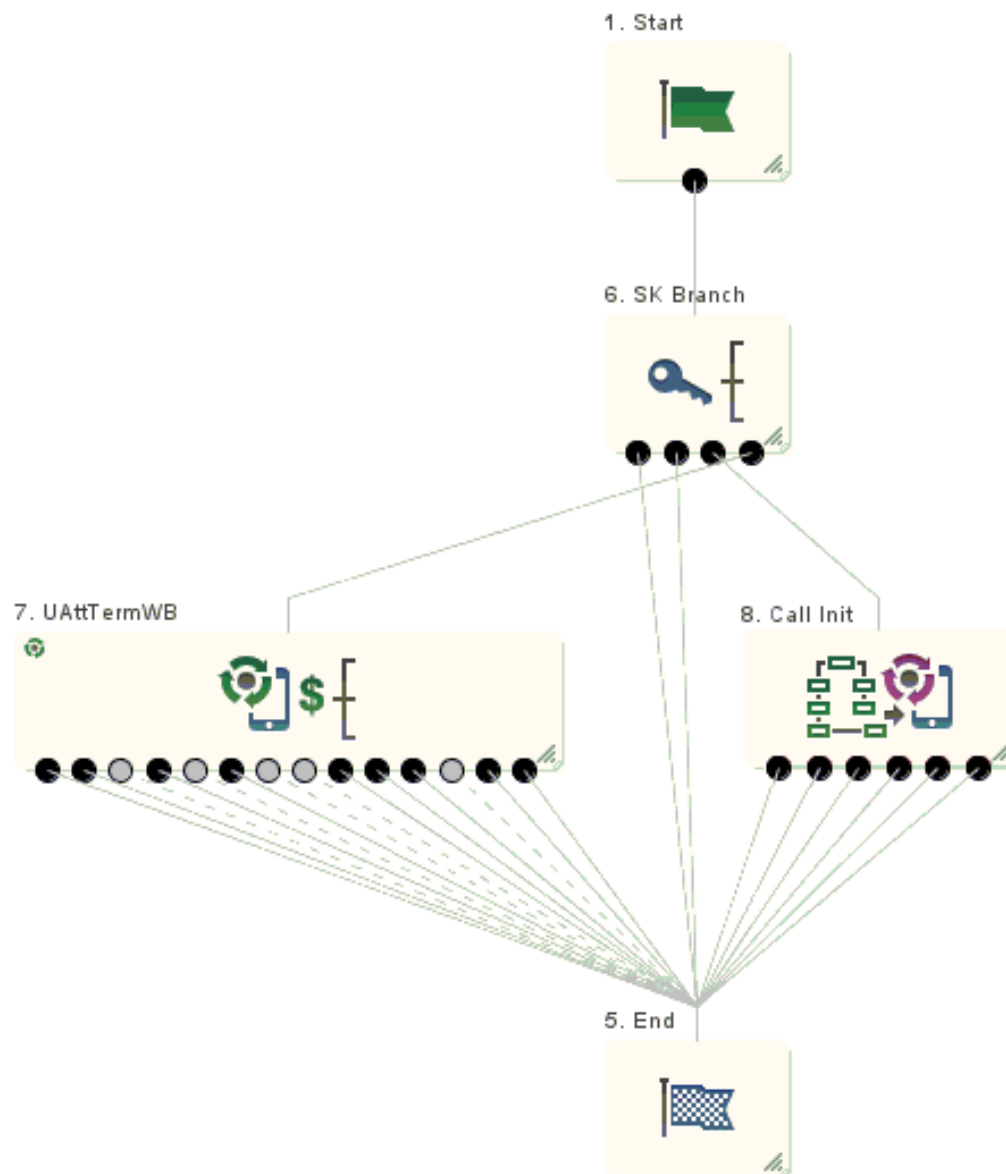 1. Start
6. SK Branch
7. UAttTermWB
8. Call Init
$
5. End